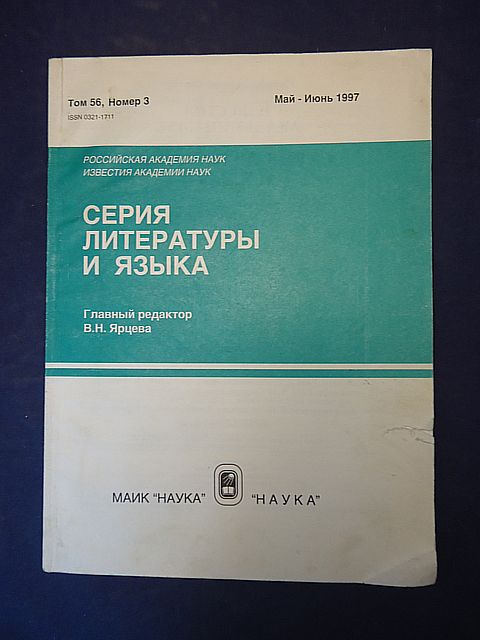 Том 56, Номер 3
Май - Июнь 1997
ISSN 0321-1711
РОССИЙСКАЯ АКАДЕМИЯ НАУК
ИЗВЕСТИЯ АКАДЕМИИ НАУК
СЕРИЯ
ЛИТЕРАТУРЫ
И ЯЗЫКА
Главный редактор
В.Н. Ярцева
МАИК "НАУКА"
"НАУКА"